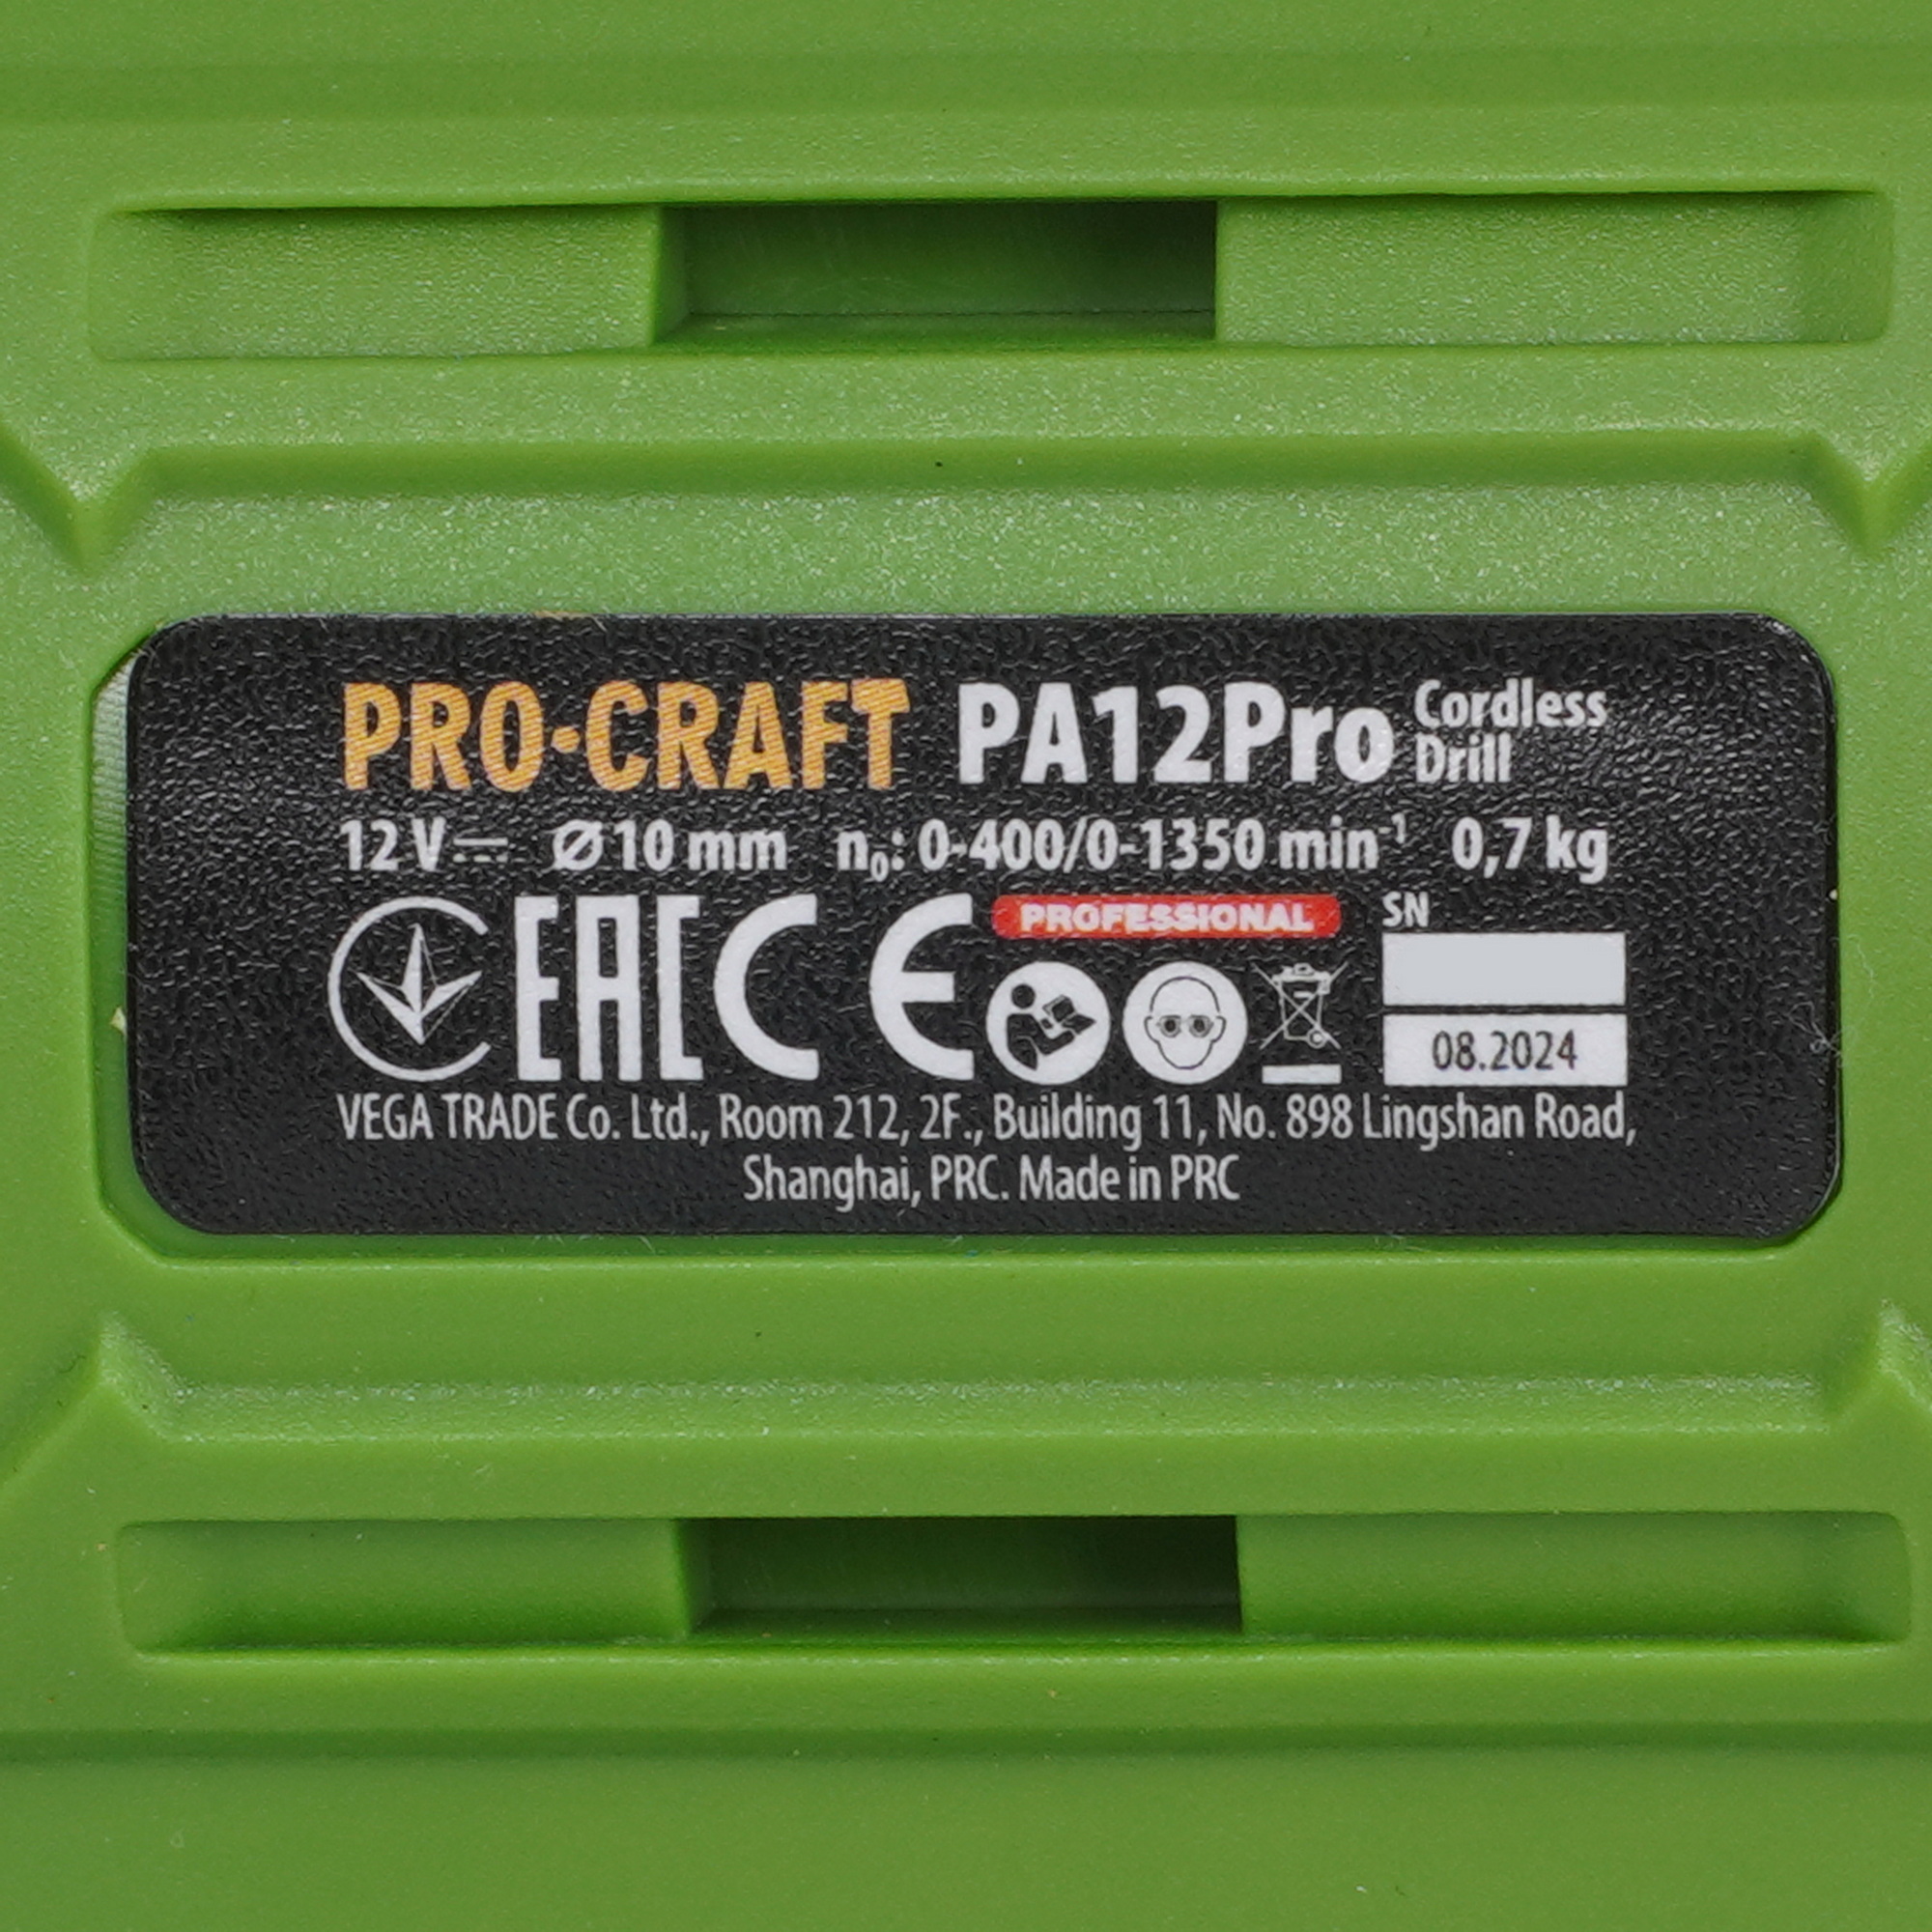 PRO-CRAFT PA12Pro Cordless Drill
12 V Ø10 mm n₀: 0-400/0-1350 min⁻¹ 0,7 kg
EAC CE PROFESSIONAL SN
08.2024
VEGA TRADE Co. Ltd., Room 212, 2F., Building 11, No. 898 Lingshan Road,
Shanghai, PRC. Made in PRC